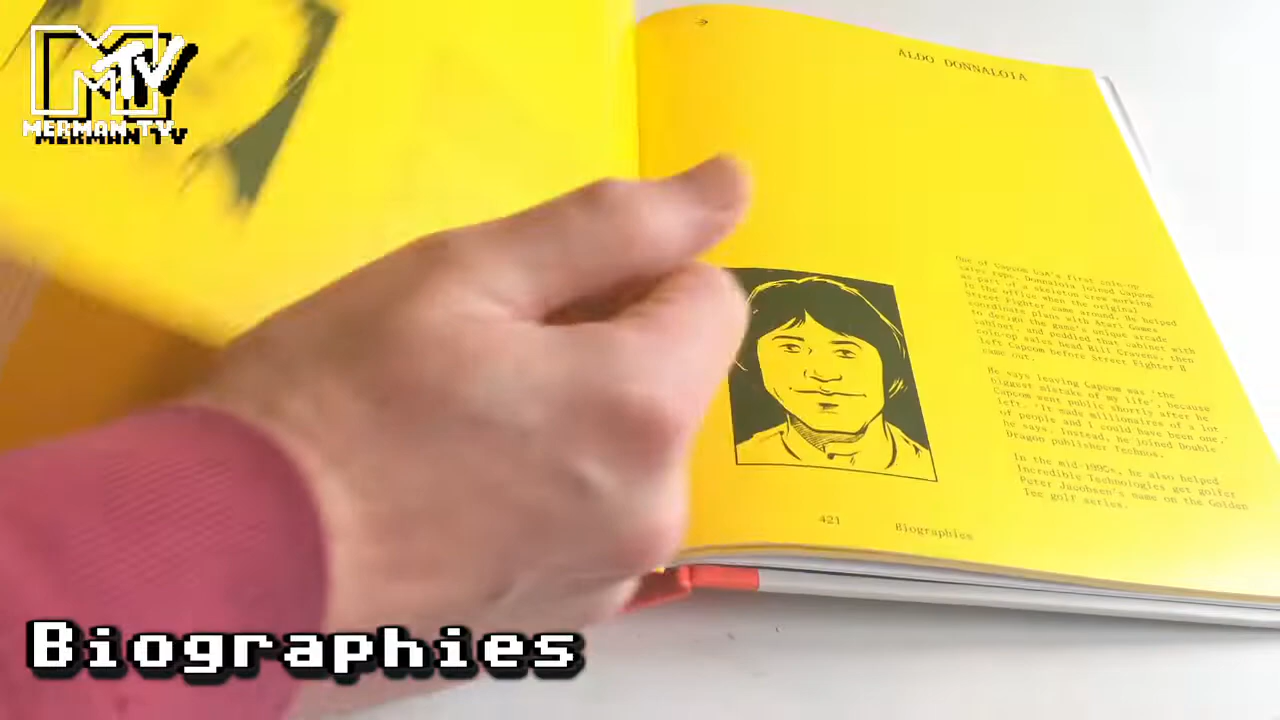 MTV
MERMAN TV
ALDO DONNALOIA
One of Capcom USA's first coin-op
sales reps, Donnaloia joined Capcom
as part of a skeleton crew working
in the office when the original
Street Fighter came around. He helped
coordinate plans with Atari Games
to design the game's unique arcade
cabinet, and peddled that cabinet with
coin-op sales head Bill Cravens, then
left Capcom before Street Fighter II
came out.
He says leaving Capcom was 'the
biggest mistake of my life', because
Capcom went public shortly after he
left. 'It made millionaires of a lot
of people and I could have been one,'
he says. Instead, he joined Double
Dragon publisher Technos.
In the mid-1990s, he also helped
Incredible Technologies get golfer
Peter Jacobsen's name on the Golden
Tee golf series.
421
Biographies
Biographies